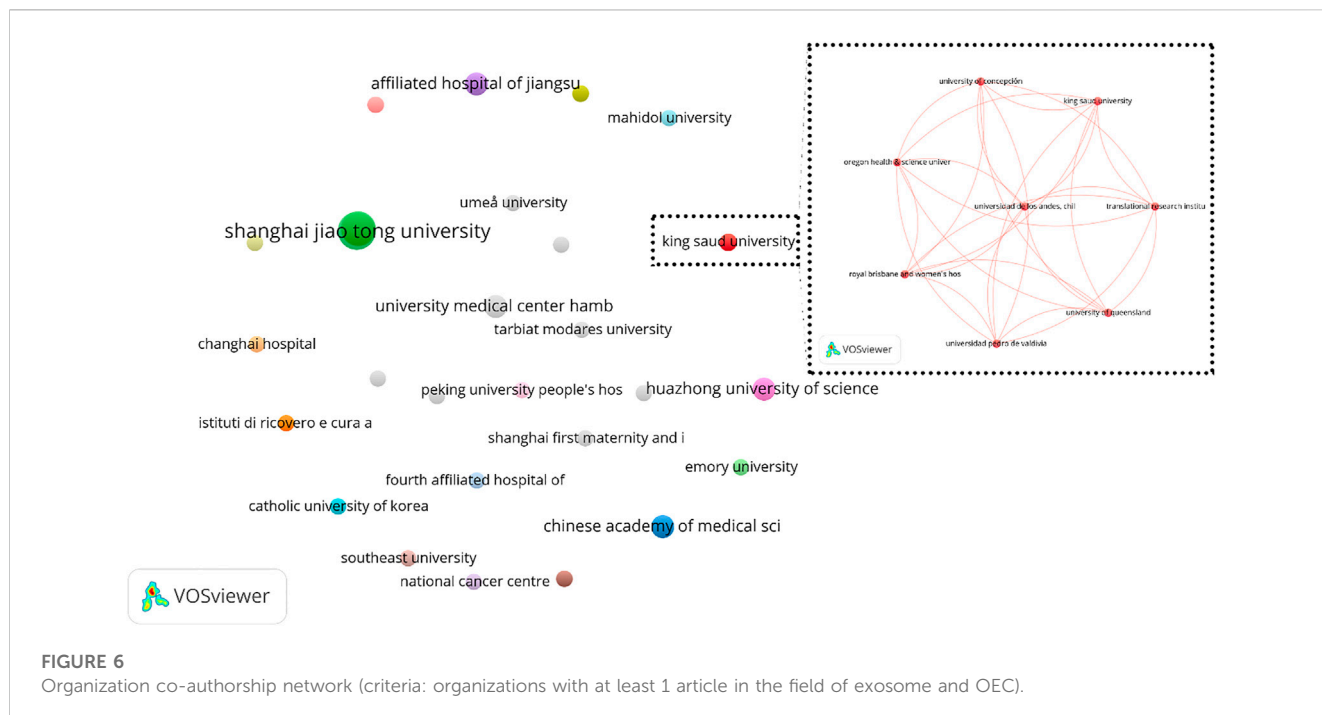 affiliated hospital of jiangsu
mahidol university
umeå university
shanghai jiao tong university
king saud university
university medical center hamb
tarbiat modares university
changhai hospital
peking university people's hos
huazhong university of science
istituti di ricovero e cura a
shanghai first maternity and i
emory university
fourth affiliated hospital of
catholic university of korea
chinese academy of medical sci
southeast university
national cancer centre
VOSviewer
university of concepción
king saud university
oregon health & science univer
universidad de los andes, chil
translational research institu
royal brisbane and women's hos
university of queensland
universidad pedro de valdivia
VOSviewer
FIGURE 6
Organization co-authorship network (criteria: organizations with at least 1 article in the field of exosome and OEC).